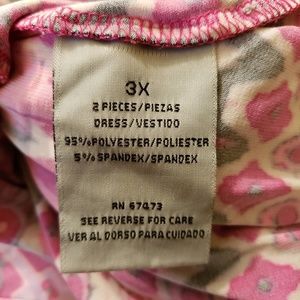 3X
2 PIECES/PIEZAS
DRESS/VESTIDO
95%POLYESTER/POLIESTER
5%SPANDEX/SPANDEX
RN 67473
SEE REVERSE FOR CARE
VER AL DORSO PARA CUIDADO